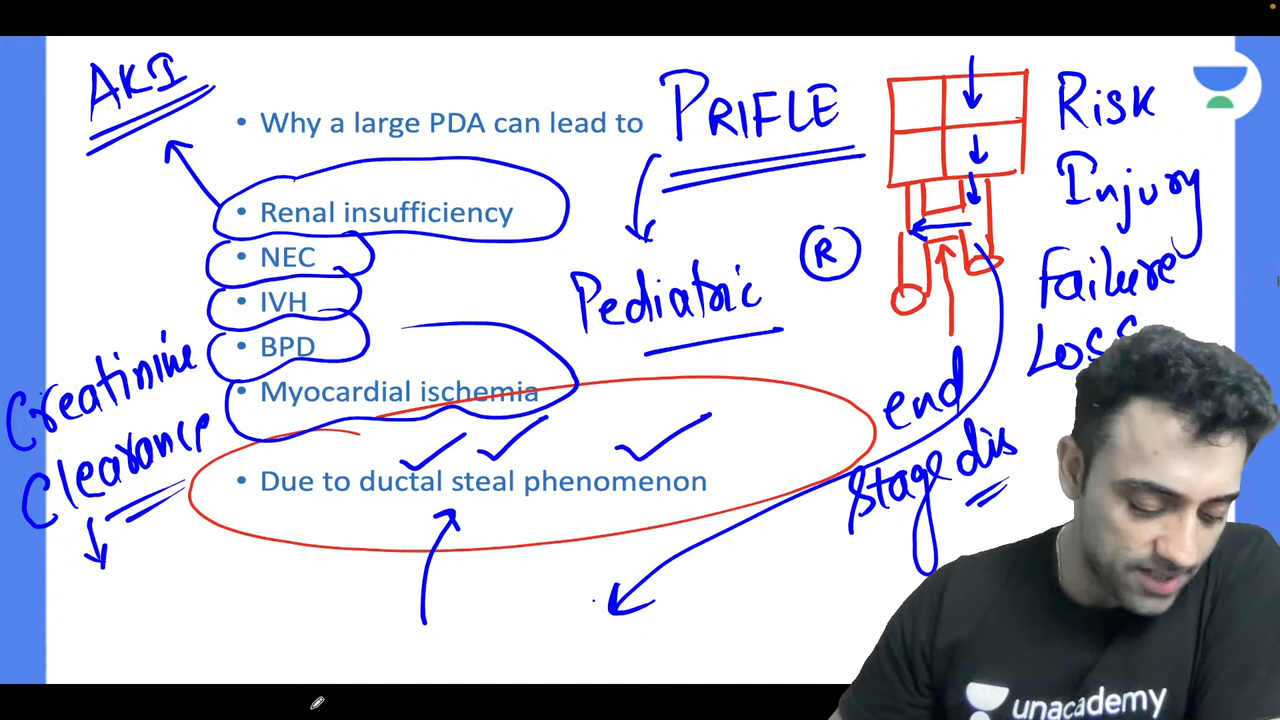 AKI
• Why a large PDA can lead to
PRIFLE
Risk
• Renal insufficiency
Injury
• NEC
R
Pediatric
Failure
• IVH
• BPD
Loss
Creatinine
Clearance
• Myocardial ischemia
end
stage dis
• Due to ductal steal phenomenon
unacademy